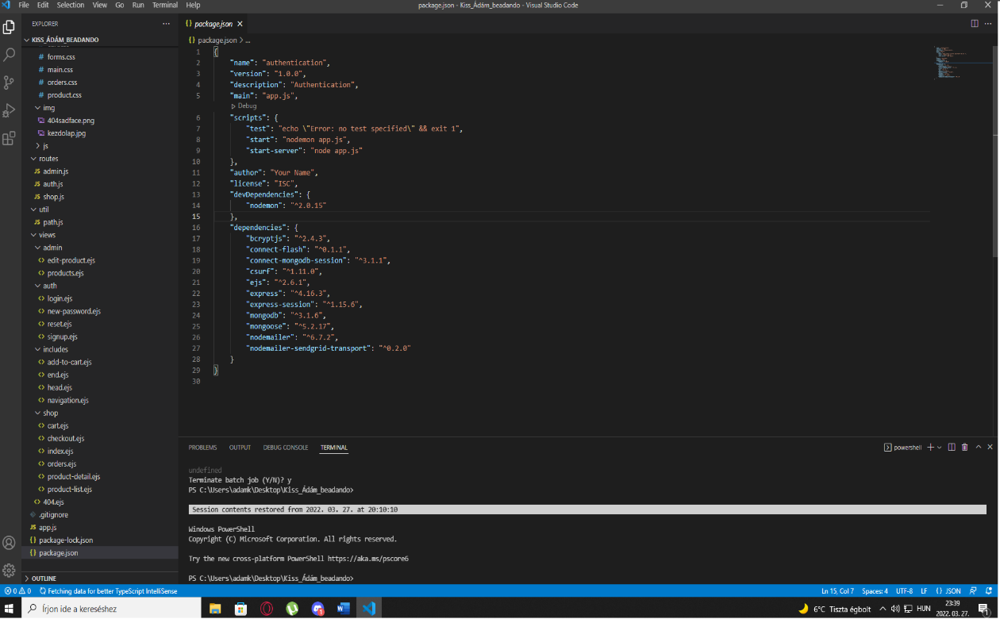 File Edit Selection View Go Run Terminal Help
package.json - Kiss_Ádám_beadando - Visual Studio Code
EXPLORER
KISS_ÁDÁM_BEADANDO
forms.css
main.css
orders.css
product.css
img
404sadface.png
kezdolap.jpg
js
routes
JS admin.js
JS auth.js
JS shop.js
util
JS path.js
views
admin
edit-product.ejs
products.ejs
auth
login.ejs
new-password.ejs
reset.ejs
signup.ejs
includes
add-to-cart.ejs
end.ejs
head.ejs
navigation.ejs
shop
cart.ejs
checkout.ejs
index.ejs
orders.ejs
product-detail.ejs
product-list.ejs
404.ejs
.gitignore
JS app.js
{} package-lock.json
{} package.json
OUTLINE
{} package.json
{} package.json > ...
1 {
2 "name": "authentication",
3 "version": "1.0.0",
4 "description": "Authentication",
5 "main": "app.js",
Debug
6 "scripts": {
7 "test": "echo \"Error: no test specified\" && exit 1",
8 "start": "nodemon app.js",
9 "start-server": "node app.js"
10 },
11 "author": "Your Name",
12 "license": "ISC",
13 "devDependencies": {
14 "nodemon": "^2.0.15"
15 },
16 "dependencies": {
17 "bcryptjs": "^2.4.3",
18 "connect-flash": "^0.1.1",
19 "connect-mongodb-session": "^3.1.1",
20 "csurf": "^1.11.0",
21 "ejs": "^2.6.1",
22 "express": "^4.16.3",
23 "express-session": "^1.15.6",
24 "mongodb": "^3.1.6",
25 "mongoose": "^5.2.17",
26 "nodemailer": "^6.7.2",
27 "nodemailer-sendgrid-transport": "^0.2.0"
28 }
29 }
30
PROBLEMS OUTPUT DEBUG CONSOLE TERMINAL
powershell
undefined
Terminate batch job (Y/N)? y
PS C:\Users\adamk\Desktop\Kiss_Ádám_beadando>
Session contents restored from 2022. 03. 27. at 20:10:10
Windows PowerShell
Copyright (C) Microsoft Corporation. All rights reserved.
Try the new cross-platform PowerShell https://aka.ms/pscore6
PS C:\Users\adamk\Desktop\Kiss_Ádám_beadando>
0 0 Fetching data for better TypeScript IntelliSense
Ln 15, Col 7 Spaces: 4 UTF-8 LF {} JSON
Írjon ide a kereséshez
6°C Tiszta égbolt
HUN
23:39
2022. 03. 27.